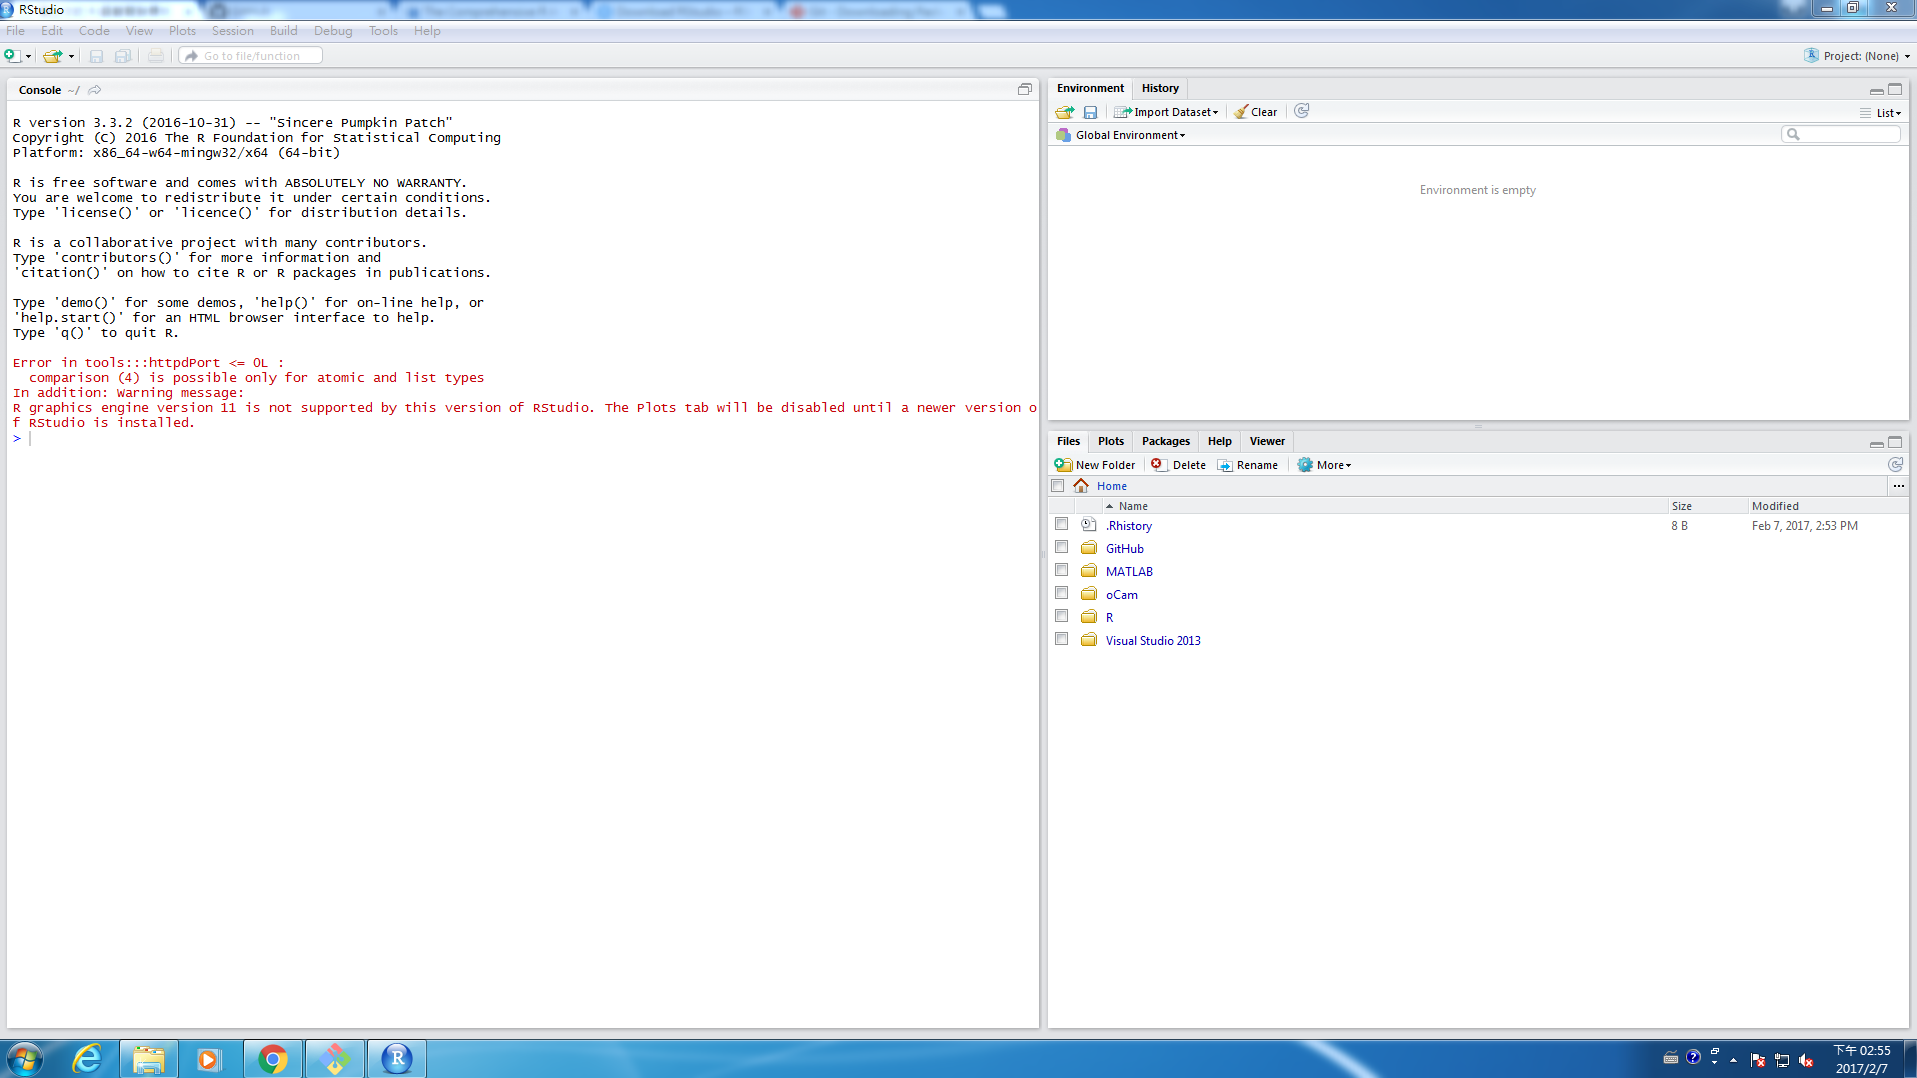 RStudio
File Edit Code View Plots Session Build Debug Tools Help
Go to file/function
Project: (None)
Console ~/
R version 3.3.2 (2016-10-31) -- "Sincere Pumpkin Patch"
Copyright (C) 2016 The R Foundation for Statistical Computing
Platform: x86_64-w64-mingw32/x64 (64-bit)
R is free software and comes with ABSOLUTELY NO WARRANTY.
You are welcome to redistribute it under certain conditions.
Type 'license()' or 'licence()' for distribution details.
R is a collaborative project with many contributors.
Type 'contributors()' for more information and
'citation()' on how to cite R or R packages in publications.
Type 'demo()' for some demos, 'help()' for on-line help, or
'help.start()' for an HTML browser interface to help.
Type 'q()' to quit R.
Error in tools:::httpdPort <= 0L :
comparison (4) is possible only for atomic and list types
In addition: Warning message:
R graphics engine version 11 is not supported by this version of RStudio. The Plots tab will be disabled until a newer version o
f RStudio is installed.
>
Environment History
Import Dataset Clear
List
Global Environment
Environment is empty
Files Plots Packages Help Viewer
New Folder Delete Rename More
Home ...
Name Size Modified
.Rhistory 8 B Feb 7, 2017, 2:53 PM
GitHub
MATLAB
oCam
R
Visual Studio 2013
下午 02:55
2017/2/7